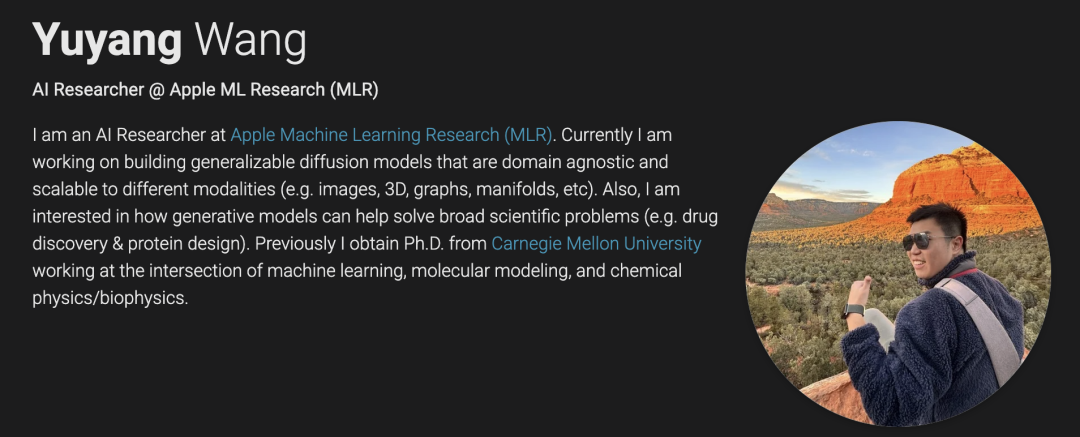 Yuyang Wang
AI Researcher @ Apple ML Research (MLR)
I am an AI Researcher at Apple Machine Learning Research (MLR). Currently I am
working on building generalizable diffusion models that are domain agnostic and
scalable to different modalities (e.g. images, 3D, graphs, manifolds, etc). Also, I am
interested in how generative models can help solve broad scientific problems (e.g. drug
discovery & protein design). Previously I obtain Ph.D. from Carnegie Mellon University
working at the intersection of machine learning, molecular modeling, and chemical
physics/biophysics.